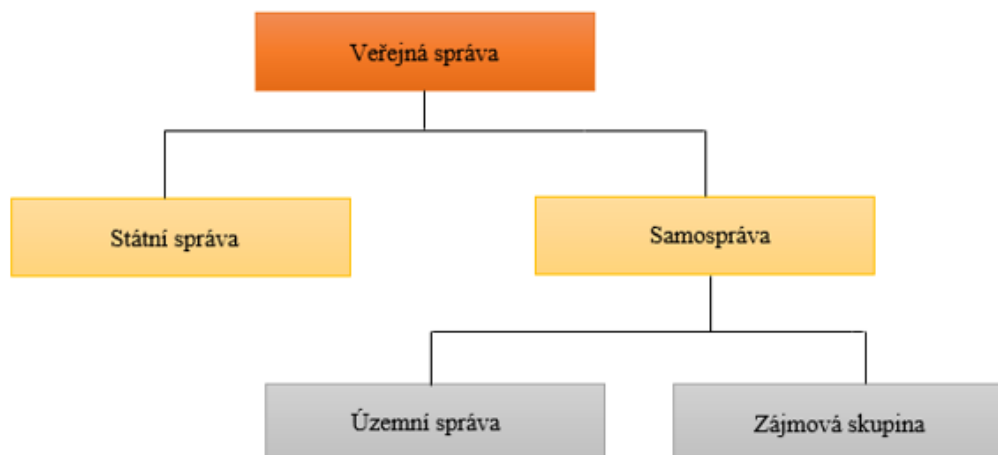 Veřejná správa
Státní správa
Samospráva
Územní správa
Zájmová skupina